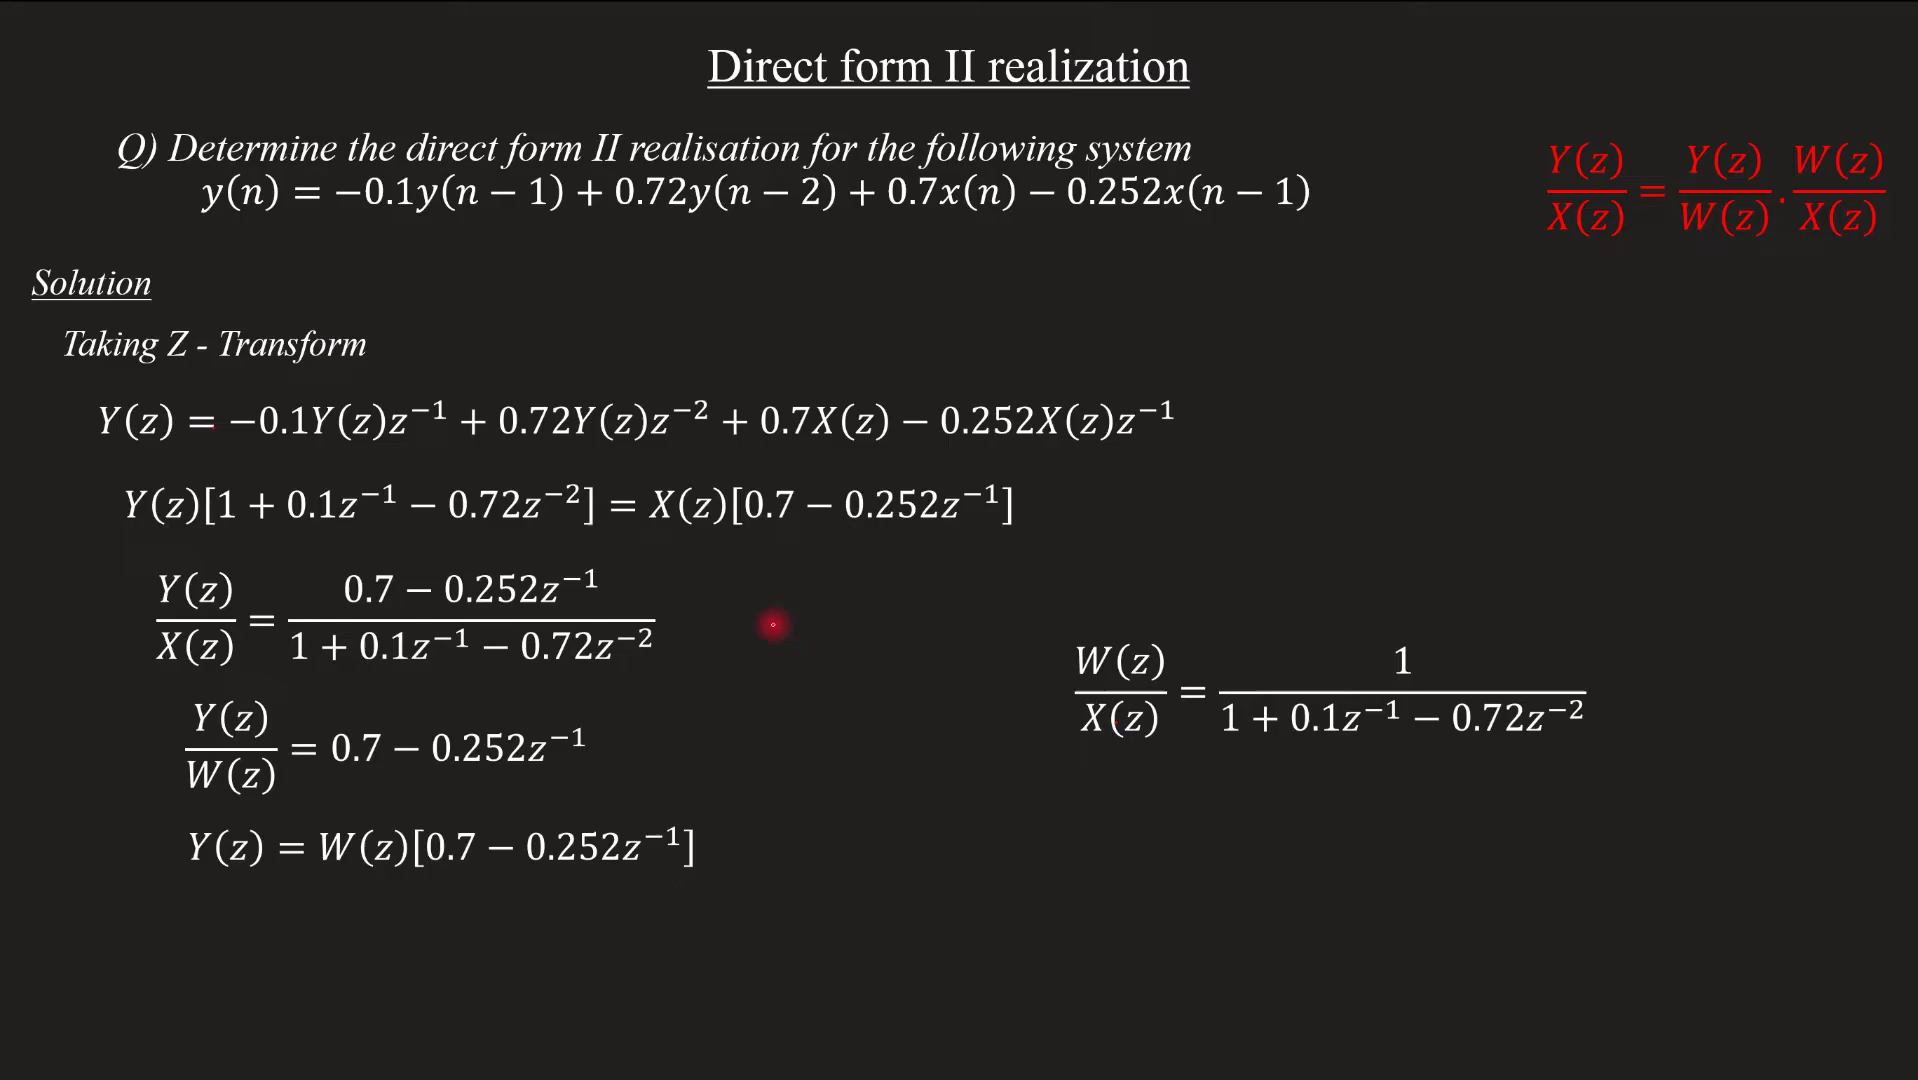 Direct form II realization
Q) Determine the direct form II realisation for the following system
y(n) = −0.1y(n − 1) + 0.72y(n − 2) + 0.7x(n) − 0.252x(n − 1)
Y(z)/X(z) = Y(z)/W(z) . W(z)/X(z)
Solution
Taking Z - Transform
Y(z) = −0.1Y(z)z⁻¹ + 0.72Y(z)z⁻² + 0.7X(z) − 0.252X(z)z⁻¹
Y(z)[1 + 0.1z⁻¹ − 0.72z⁻²] = X(z)[0.7 − 0.252z⁻¹]
Y(z)/X(z) = 0.7 − 0.252z⁻¹ / 1 + 0.1z⁻¹ − 0.72z⁻²
Y(z)/W(z) = 0.7 − 0.252z⁻¹
Y(z) = W(z)[0.7 − 0.252z⁻¹]
W(z)/X(z) = 1 / 1 + 0.1z⁻¹ − 0.72z⁻²